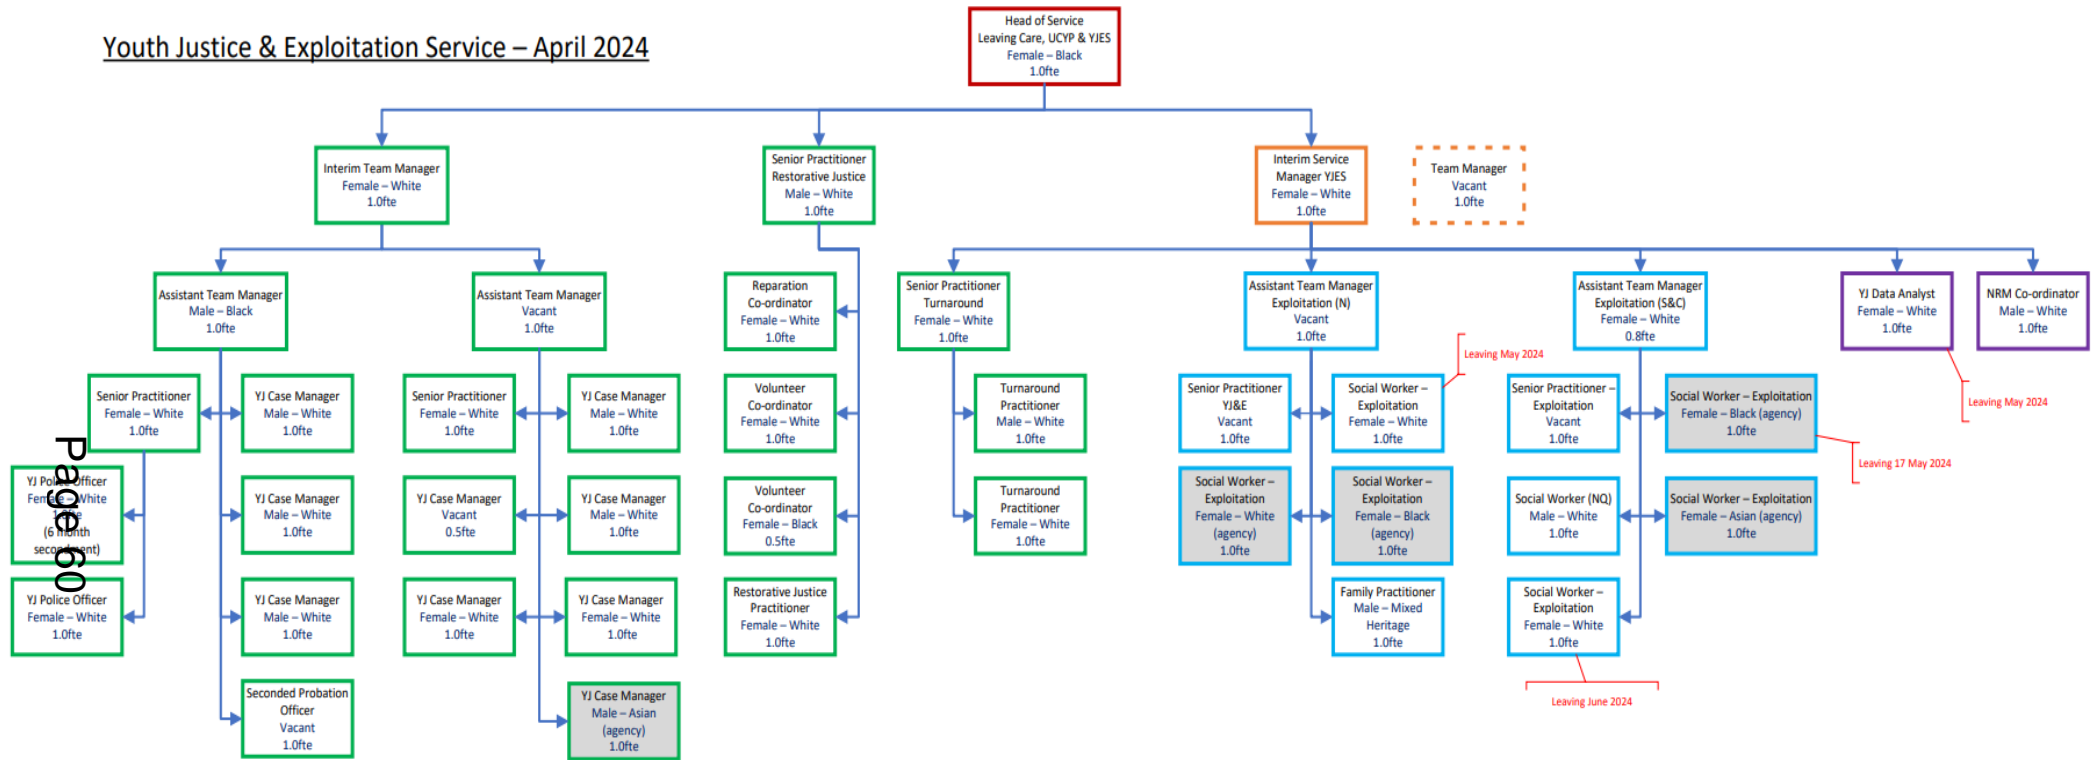 Youth Justice & Exploitation Service – April 2024
Head of Service
Leaving Care, UCYP & YJES
Female – Black
1.0fte
Interim Team Manager
Female – White
1.0fte
Senior Practitioner
Restorative Justice
Male – White
1.0fte
Interim Service
Manager YJES
Female – White
1.0fte
Team Manager
Vacant
1.0fte
Assistant Team Manager
Male – Black
1.0fte
Assistant Team Manager
Vacant
1.0fte
Reparation
Co-ordinator
Female – White
1.0fte
Senior Practitioner
Turnaround
Female – White
1.0fte
Assistant Team Manager
Exploitation (N)
Vacant
1.0fte
Assistant Team Manager
Exploitation (S&C)
Female – White
0.8fte
YJ Data Analyst
Female – White
1.0fte
NRM Co-ordinator
Male – White
1.0fte
Leaving May 2024
Leaving May 2024
Senior Practitioner
Female – White
1.0fte
YJ Case Manager
Male – White
1.0fte
Senior Practitioner
Female – White
1.0fte
YJ Case Manager
Male – White
1.0fte
Volunteer
Co-ordinator
Female – White
1.0fte
Turnaround
Practitioner
Male – White
1.0fte
Senior Practitioner
YJ&E
Vacant
1.0fte
Social Worker –
Exploitation
Female – White
1.0fte
Senior Practitioner –
Exploitation
Vacant
1.0fte
Social Worker – Exploitation
Female – Black (agency)
1.0fte
Leaving 17 May 2024
YJ Police Officer
Female – White
1.0fte
(6 month
secondment)
YJ Case Manager
Male – White
1.0fte
YJ Case Manager
Vacant
0.5fte
YJ Case Manager
Male – White
1.0fte
Volunteer
Co-ordinator
Female – Black
0.5fte
Turnaround
Practitioner
Female – White
1.0fte
Social Worker –
Exploitation
Female – White
(agency)
1.0fte
Social Worker –
Exploitation
Female – Black
(agency)
1.0fte
Social Worker (NQ)
Male – White
1.0fte
Social Worker – Exploitation
Female – Asian (agency)
1.0fte
YJ Police Officer
Female – White
1.0fte
YJ Case Manager
Male – White
1.0fte
YJ Case Manager
Female – White
1.0fte
YJ Case Manager
Female – White
1.0fte
Restorative Justice
Practitioner
Female – White
1.0fte
Family Practitioner
Male – Mixed
Heritage
1.0fte
Social Worker –
Exploitation
Female – White
1.0fte
Leaving June 2024
Seconded Probation
Officer
Vacant
1.0fte
YJ Case Manager
Male – Asian
(agency)
1.0fte
Page 60